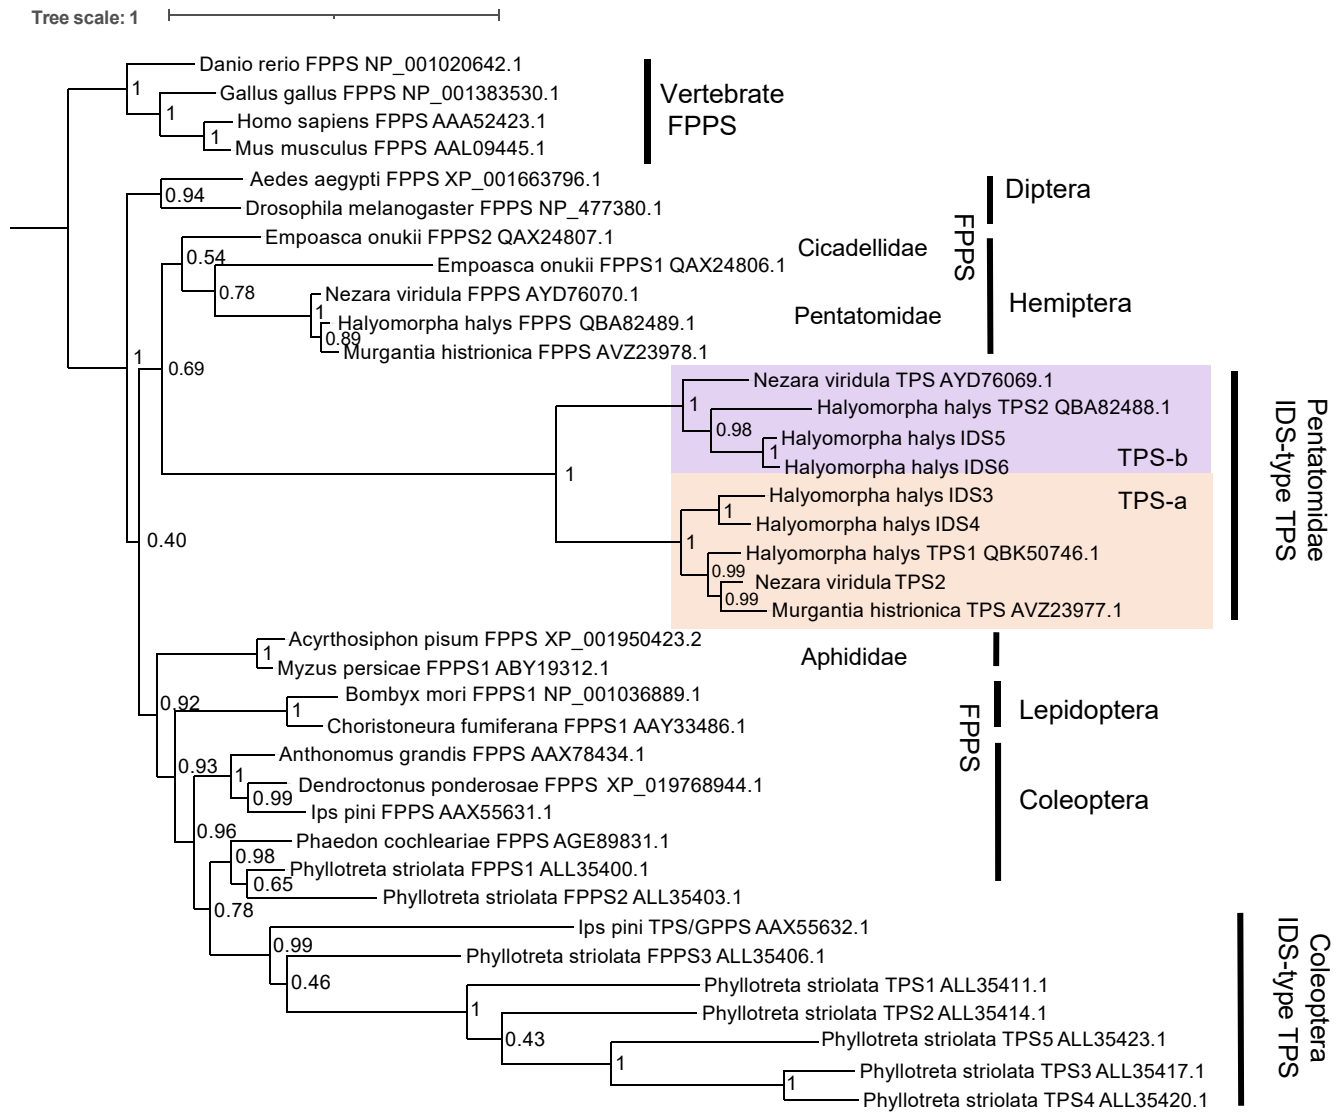 Tree scale: 1
Danio rerio FPPS NP_001020642.1
1
Gallus gallus FPPS NP_001383530.1
1
Homo sapiens FPPS AAA52423.1
1
Mus musculus FPPS AAL09445.1
Vertebrate
FPPS
Aedes aegypti FPPS XP_001663796.1
0.94
Drosophila melanogaster FPPS NP_477380.1
Diptera
FPPS
Empoasca onukii FPPS2 QAX24807.1
Cicadellidae
0.54
Empoasca onukii FPPS1 QAX24806.1
0.78
Nezara viridula FPPS AYD76070.1
Hemiptera
1
Halyomorpha halys FPPS QBA82489.1
Pentatomidae
0.89
Murgantia histrionica FPPS AVZ23978.1
1
0.69
Nezara viridula TPS AYD76069.1
1
Halyomorpha halys TPS2 QBA82488.1
0.98
Halyomorpha halys IDS5
1
Halyomorpha halys IDS6
TPS-b
1
Halyomorpha halys IDS3
TPS-a
1
Halyomorpha halys IDS4
1
Halyomorpha halys TPS1 QBK50746.1
0.99
Nezara viridula TPS2
0.99
Murgantia histrionica TPS AVZ23977.1
Pentatomidae
IDS-type TPS
0.40
Acyrthosiphon pisum FPPS XP_001950423.2
1
Myzus persicae FPPS1 ABY19312.1
Aphididae
0.92
Bombyx mori FPPS1 NP_001036889.1
1
Choristoneura fumiferana FPPS1 AAY33486.1
Lepidoptera
FPPS
0.93
Anthonomus grandis FPPS AAX78434.1
1
Dendroctonus ponderosae FPPS XP_019768944.1
0.99
Ips pini FPPS AAX55631.1
Coleoptera
0.96
Phaedon cochleariae FPPS AGE89831.1
0.98
Phyllotreta striolata FPPS1 ALL35400.1
0.65
Phyllotreta striolata FPPS2 ALL35403.1
0.78
Ips pini TPS/GPPS AAX55632.1
0.99
Phyllotreta striolata FPPS3 ALL35406.1
0.46
Phyllotreta striolata TPS1 ALL35411.1
1
Phyllotreta striolata TPS2 ALL35414.1
0.43
Phyllotreta striolata TPS5 ALL35423.1
1
Phyllotreta striolata TPS3 ALL35417.1
1
Phyllotreta striolata TPS4 ALL35420.1
Coleoptera
IDS-type TPS